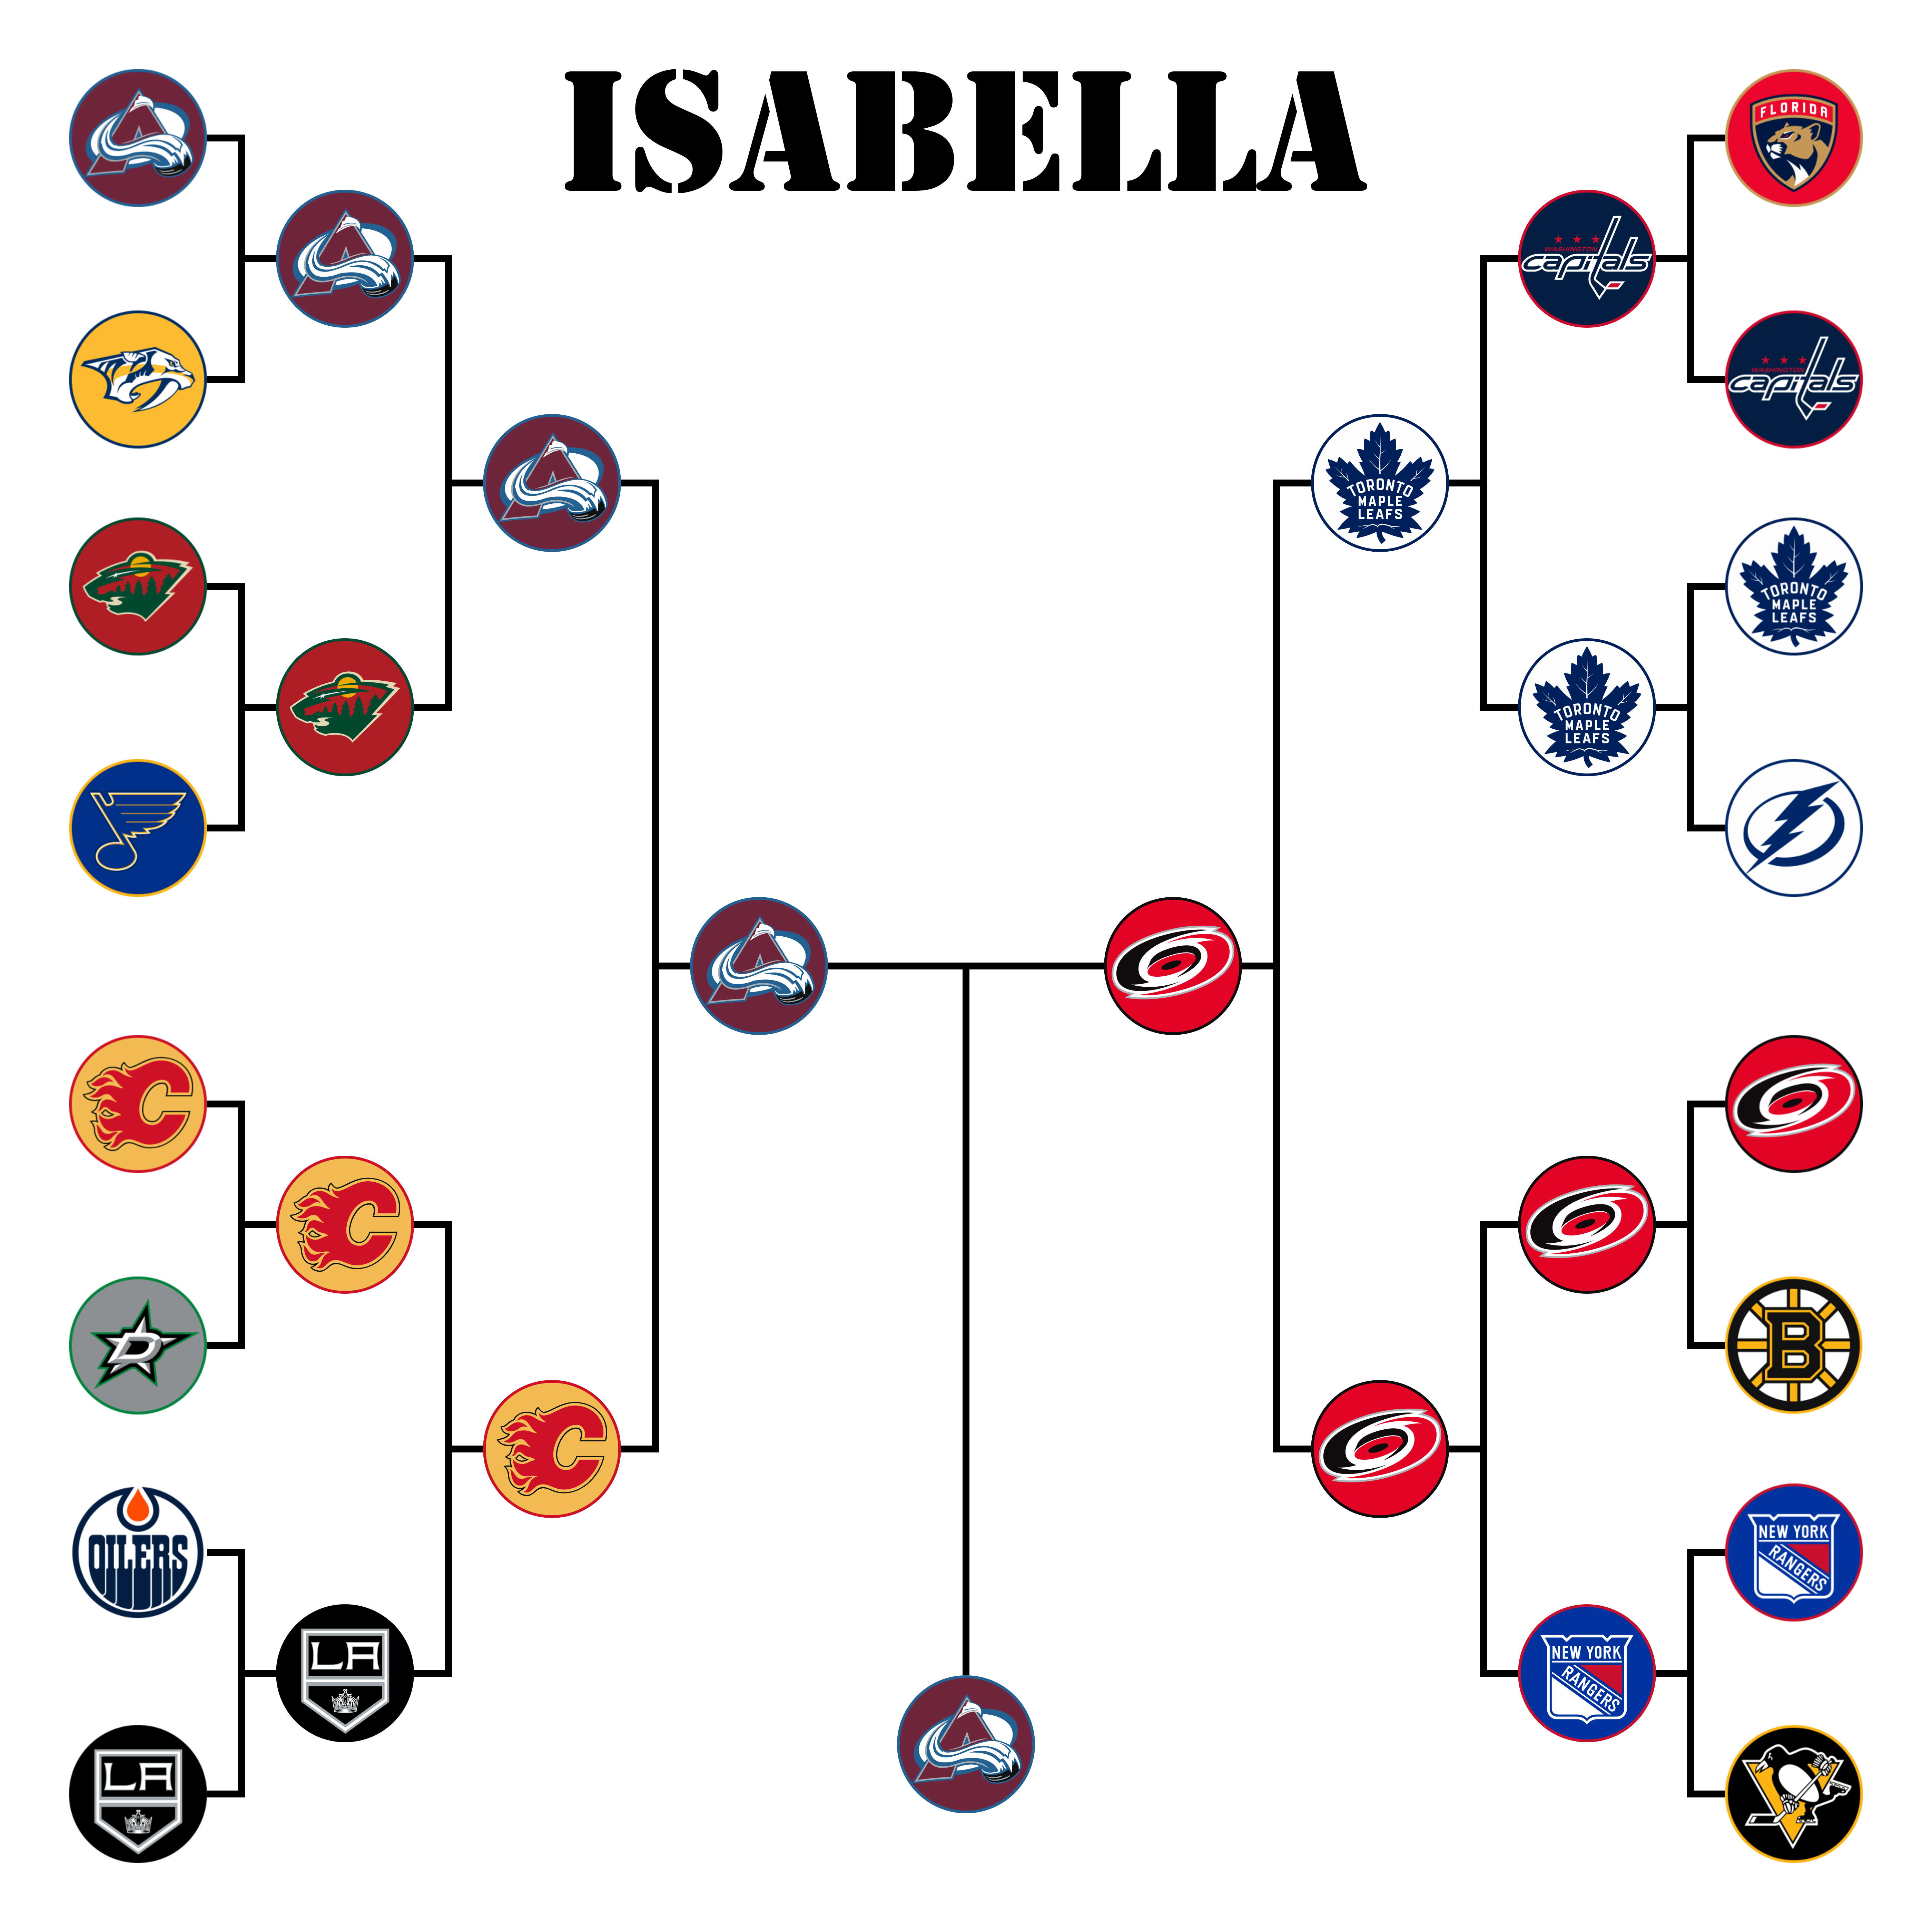 ISABELLA
FLORIDA
WASHINGTON
capitals
WASHINGTON
capitals
TORONTO
MAPLE
LEAFS
TORONTO
MAPLE
LEAFS
TORONTO
MAPLE
LEAFS
C
C
D
B
C
OILERS
NEW YORK
RANGERS
LA
NEW YORK
RANGERS
LA